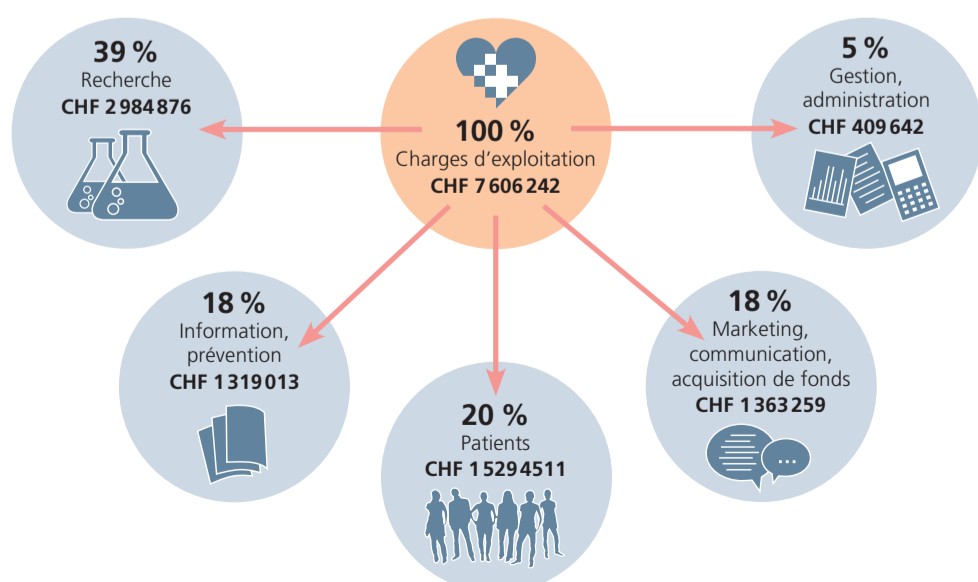 39 %
Recherche
CHF 2 984 876
100 %
Charges d'exploitation
CHF 7 606 242
5 %
Gestion,
administration
CHF 409 642
18 %
Information,
prévention
CHF 1 319 013
20 %
Patients
CHF 1 529 4511
18 %
Marketing,
communication,
acquisition de fonds
CHF 1 363 259
...